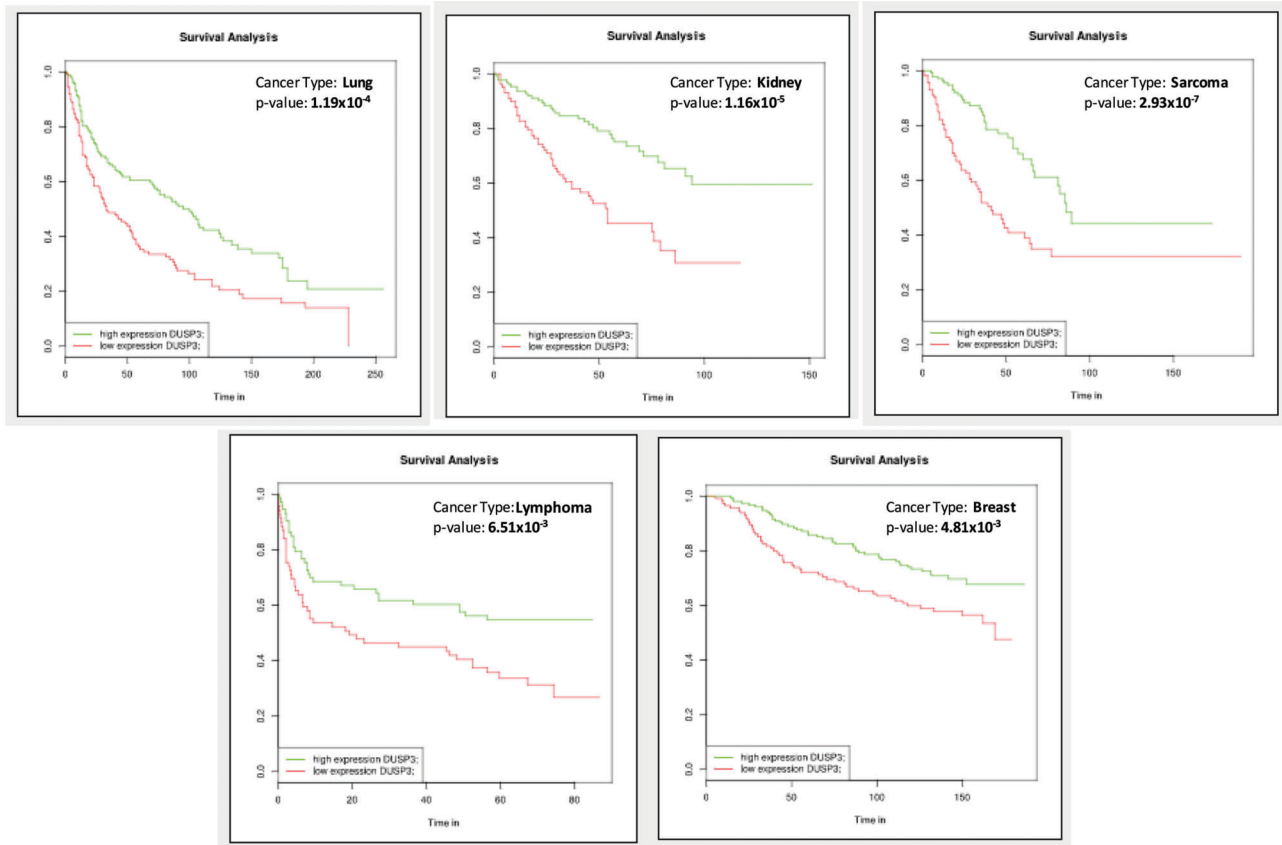 Survival Analysis
Cancer Type: Lung
p-value: 1.19x10⁻⁴
1.0
0.8
0.6
0.4
0.2
0.0
high expression DUSP3;
low expression DUSP3;
0 50 100 150 200 250
Time in
Survival Analysis
Cancer Type: Kidney
p-value: 1.16x10⁻⁵
1.0
0.8
0.6
0.4
0.2
0.0
high expression DUSP3;
low expression DUSP3;
0 50 100 150
Time in
Survival Analysis
Cancer Type: Sarcoma
p-value: 2.93x10⁻⁷
1.0
0.8
0.6
0.4
0.2
0.0
high expression DUSP3;
low expression DUSP3;
0 50 100 150
Time in
Survival Analysis
Cancer Type:Lymphoma
p-value: 6.51x10⁻³
1.0
0.8
0.6
0.4
0.2
0.0
high expression DUSP3;
low expression DUSP3;
0 20 40 60 80
Time in
Survival Analysis
Cancer Type: Breast
p-value: 4.81x10⁻³
1.0
0.8
0.6
0.4
0.2
0.0
high expression DUSP3;
low expression DUSP3;
0 50 100 150
Time in